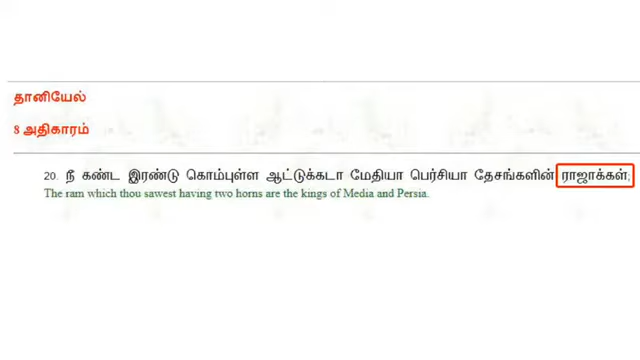 தானியேல்
8 அதிகாரம்
20. நீ கண்ட இரண்டு கொம்புள்ள ஆட்டுக்கடா மேதியா பெர்சியா தேசங்களின் ராஜாக்கள்;
The ram which thou sawest having two horns are the kings of Media and Persia.